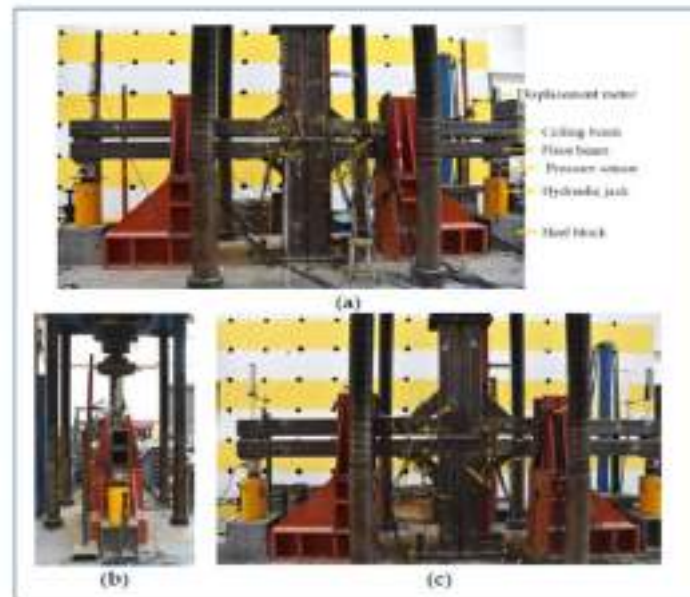 Displacement meter
Ceiling beam
Floor beam
Pressure sensor
Hydraulic jack
Steel block
(a)
(b)
(c)